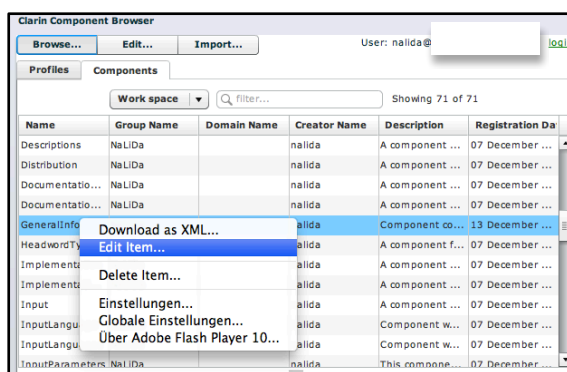 Clarin Component Browser
Browse... Edit... Import... User: nalida@ logi
Profiles Components
Work space filter... Showing 71 of 71
Name Group Name Domain Name Creator Name Description Registration Da
Descriptions NaLiDa nalida A component ... 07 December ...
Distribution NaLiDa nalida A component ... 07 December ...
Documentatio... NaLiDa nalida A component ... 07 December ...
Documentatio... NaLiDa nalida A component ... 07 December ...
GeneralInfo nalida Component co... 13 December ...
Download as XML...
HeadwordTy nalida A component f... 07 December ...
Edit Item...
Implementa alida A component ... 07 December ...
Implementa alida A component ... 07 December ...
Delete Item...
Input alida A component ... 07 December ...
Einstellungen...
InputLangua alida Component w... 07 December ...
Globale Einstellungen...
InputLangu alida Component w... 07 December ...
Über Adobe Flash Player 10...
InputParameters NaLiDa nalida This compone... 07 December ...